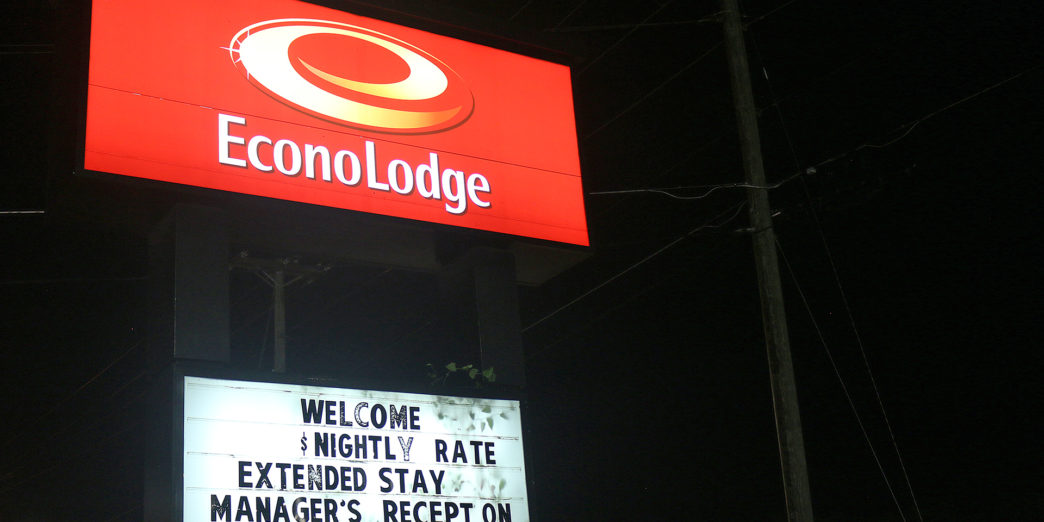 EconoLodge
WELCOME
$ NIGHTLY RATE
EXTENDED STAY
MANAGER'S RECEPT ON